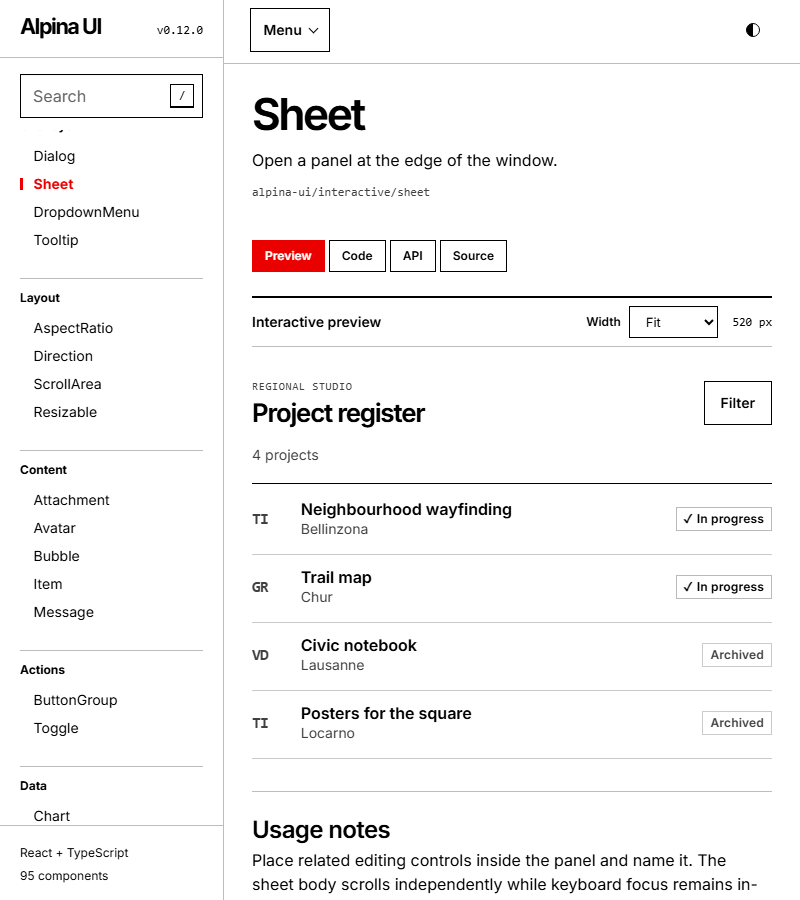 Alpina UI
v0.12.0
Search
/
Dialog
Sheet
DropdownMenu
Tooltip
Layout
AspectRatio
Direction
ScrollArea
Resizable
Content
Attachment
Avatar
Bubble
Item
Message
Actions
ButtonGroup
Toggle
Data
Chart
React + TypeScript
95 components
Menu
Sheet
Open a panel at the edge of the window.
alpina-ui/interactive/sheet
Preview Code API Source
Interactive preview
Width Fit 520 px
REGIONAL STUDIO
Project register
Filter
4 projects
TI Neighbourhood wayfinding
Bellinzona
✓ In progress
GR Trail map
Chur
✓ In progress
VD Civic notebook
Lausanne
Archived
TI Posters for the square
Locarno
Archived
Usage notes
Place related editing controls inside the panel and name it. The
sheet body scrolls independently while keyboard focus remains in-